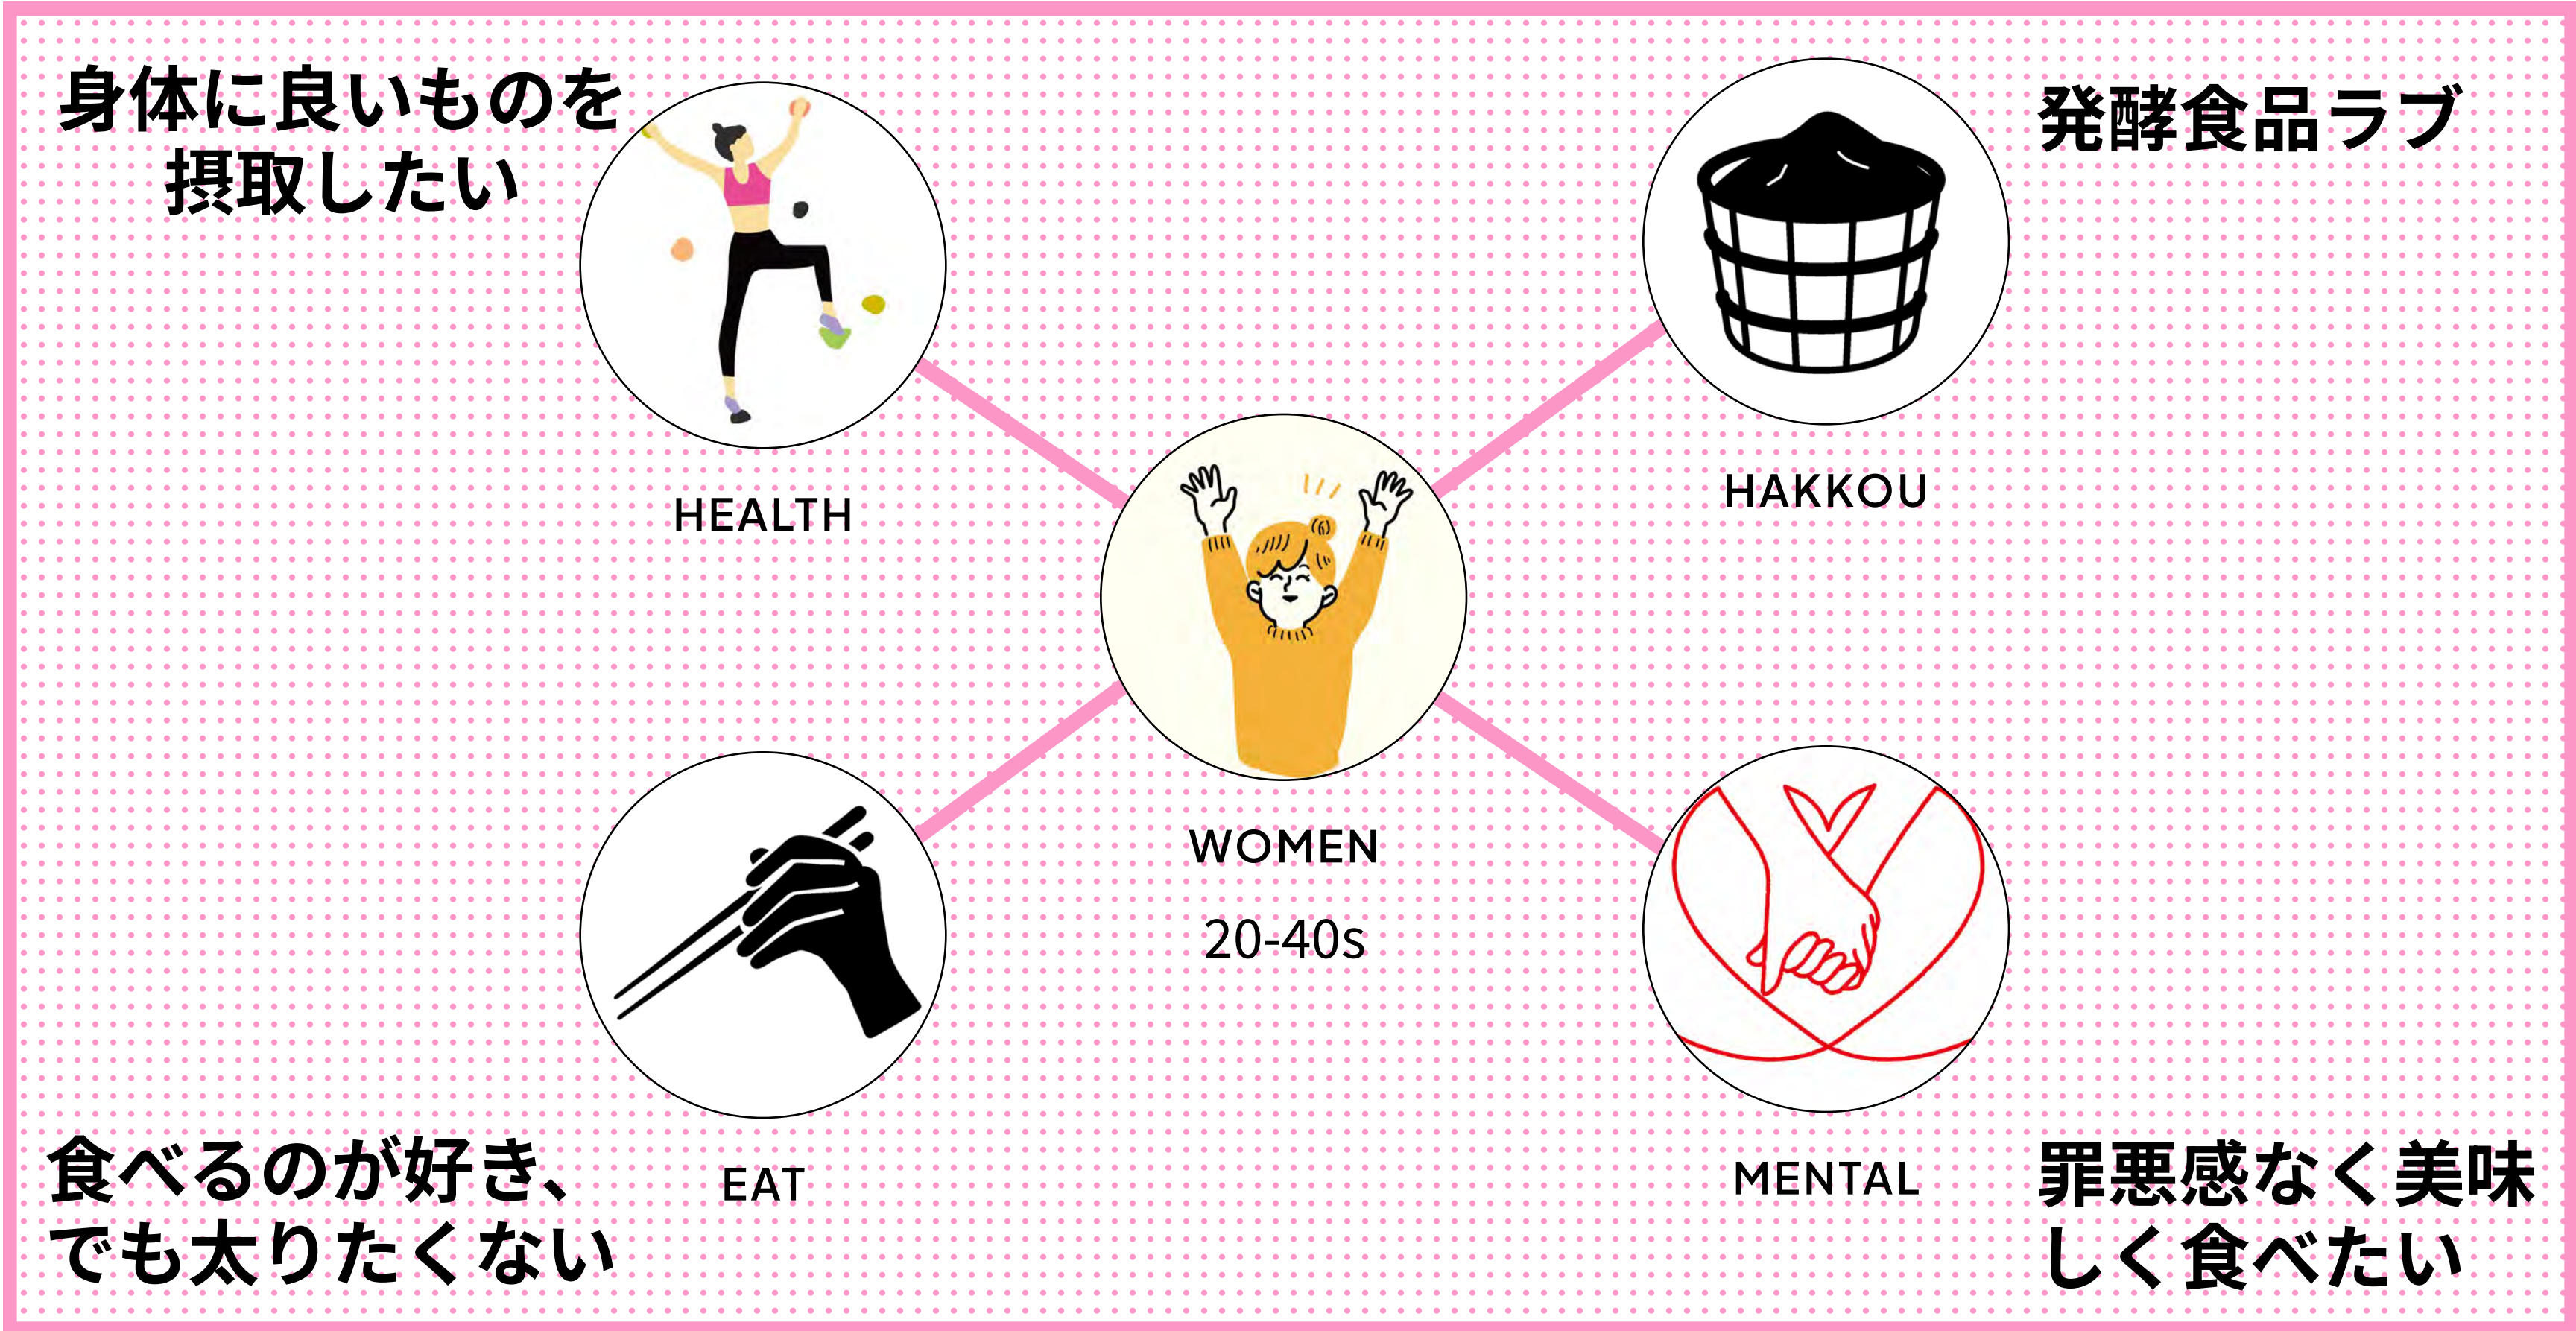 身体に良いものを
摂取したい
HEALTH
発酵食品ラブ
HAKKOU
WOMEN
20-40s
食べるのが好き、
でも太りたくない
EAT
MENTAL
罪悪感なく美味
しく食べたい